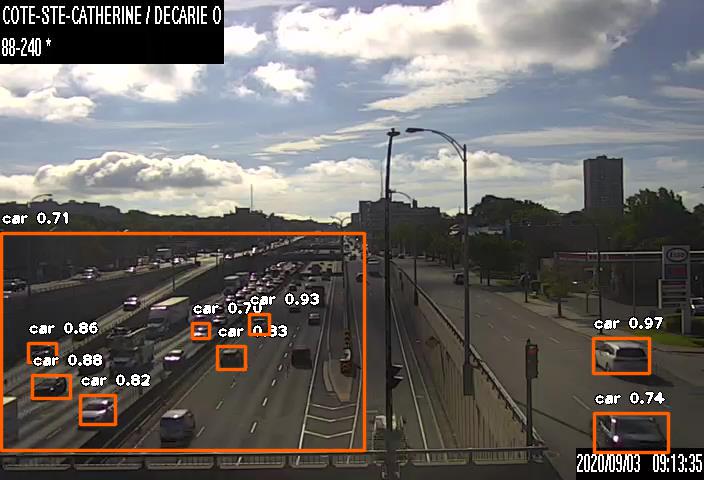 COTE-STE-CATHERINE / DECARIE O
88-240 *
car 0.71
car 0.93
car 0.70
car 0.83
car 0.86
car 0.88
car 0.82
car 0.97
car 0.74
Esso
2020/09/03 09:13:35